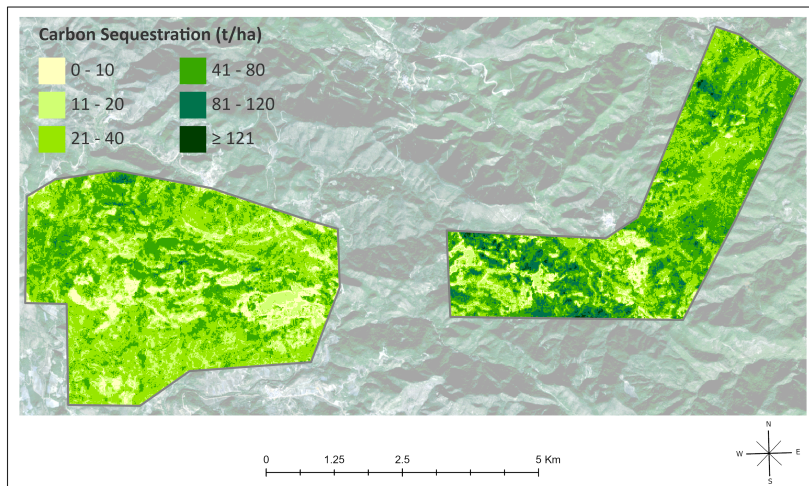 Carbon Sequestration (t/ha)
0 - 10
41 - 80
11 - 20
81 - 120
21 - 40
≥ 121
N
W
E
S
0
1.25
2.5
5 Km